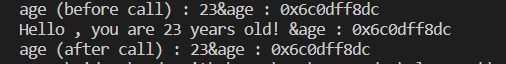 age (before call) : 23&age : 0x6c0dff8dc
Hello , you are 23 years old! &age : 0x6c0dff8dc
age (after call) : 23&age : 0x6c0dff8dc